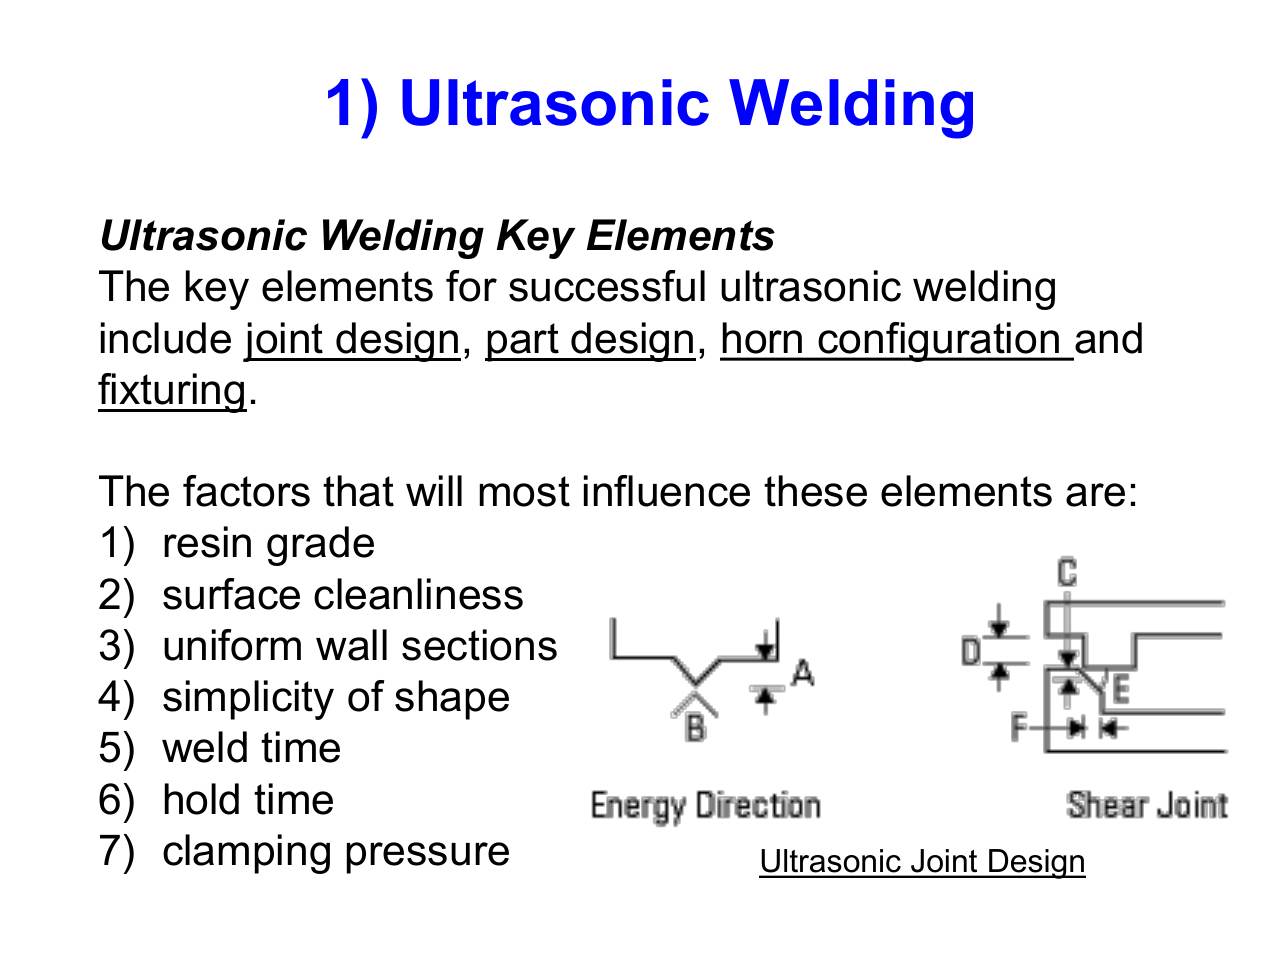 1) Ultrasonic Welding
Ultrasonic Welding Key Elements
The key elements for successful ultrasonic welding
include joint design, part design, horn configuration and
fixturing.
The factors that will most influence these elements are:
1) resin grade
2) surface cleanliness
3) uniform wall sections
4) simplicity of shape
5) weld time
6) hold time
7) clamping pressure
A
B
Energy Direction
C
D
E
F
Shear Joint
Ultrasonic Joint Design